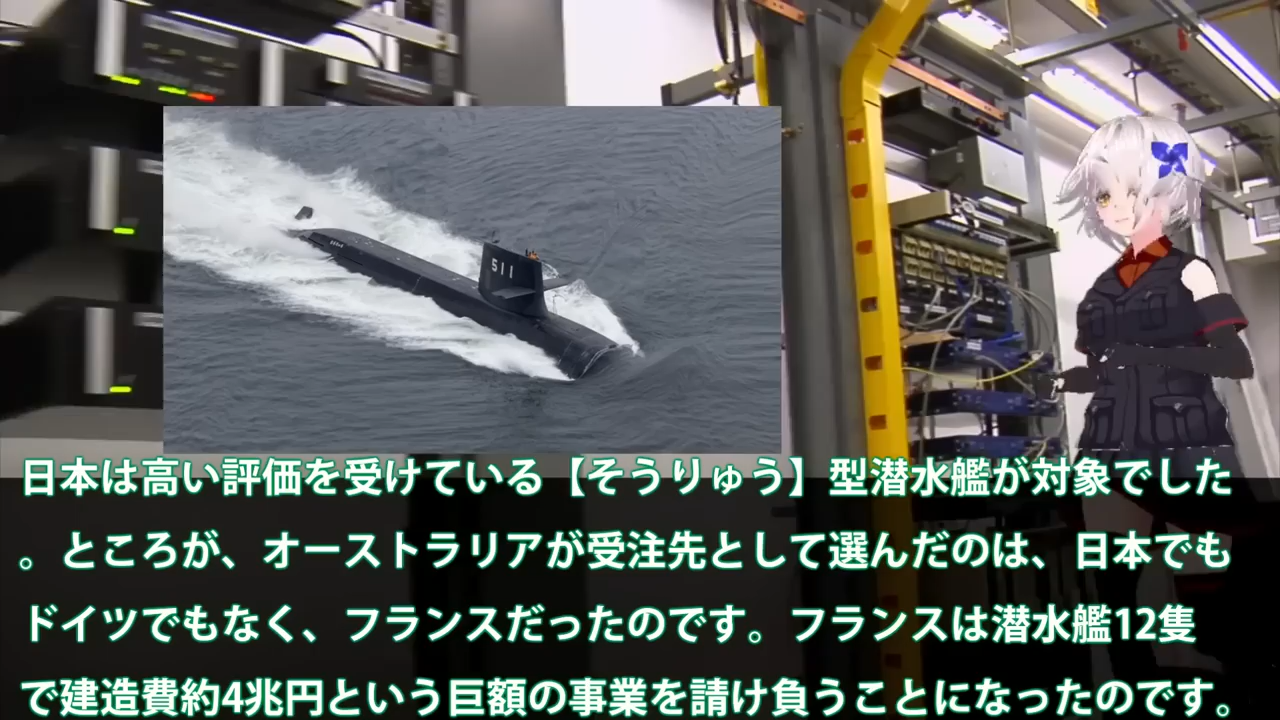 511
日本は高い評価を受けている【そうりゅう】型潜水艦が対象でした
。ところが、オーストラリアが受注先として選んだのは、日本でも
ドイツでもなく、フランスだったのです。フランスは潜水艦12隻
で建造費約4兆円という巨額の事業を請け負うことになったのです。